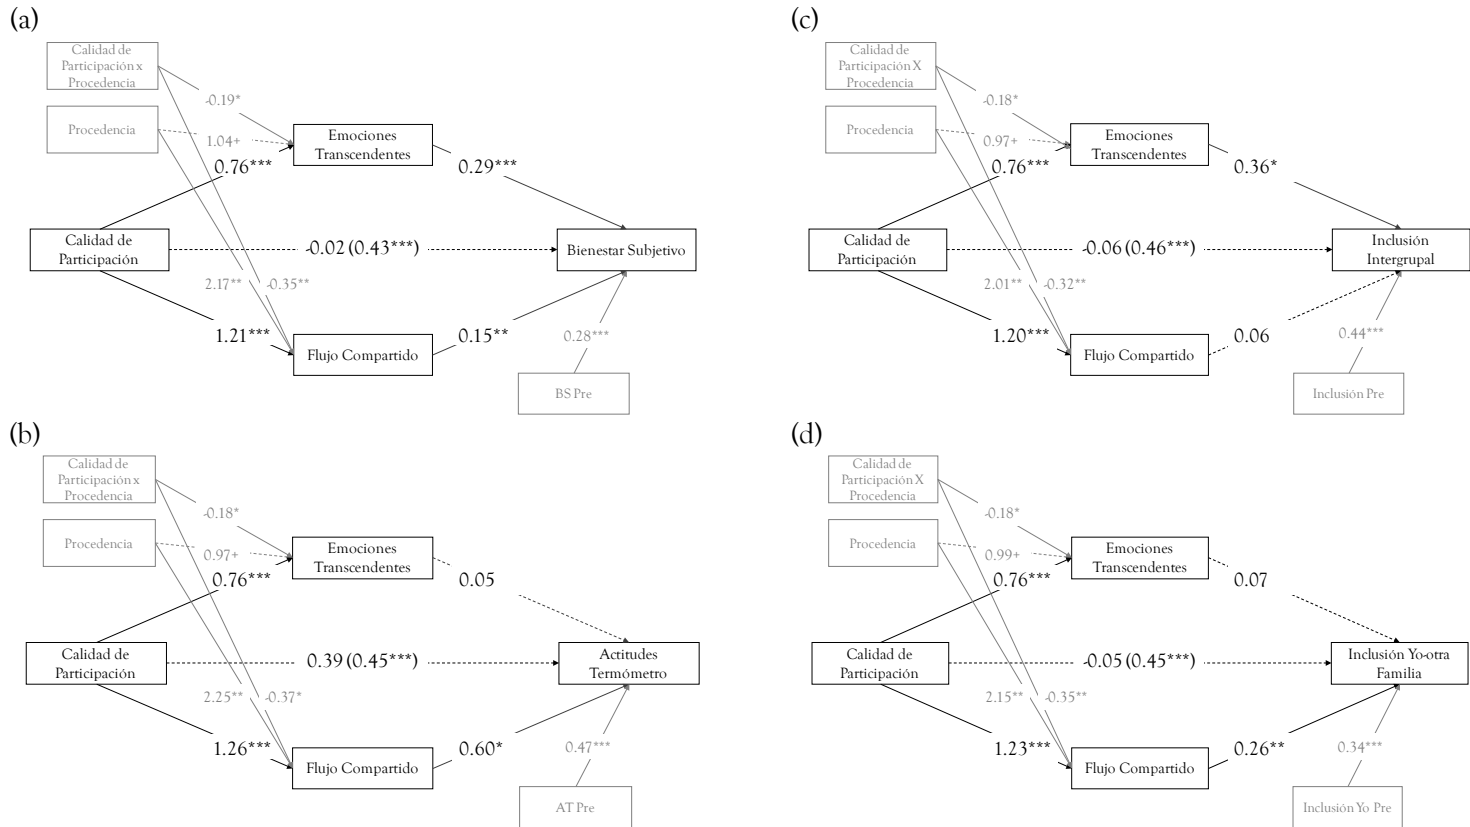 (a)
Calidad de
Participación x
Procedencia
-0.19*
Procedencia
1.04+
Emociones
Transcendentes
0.76***
0.29***
Calidad de
Participación
-0.02 (0.43***)
Bienestar Subjetivo
2.17**
-0.35**
1.21***
Flujo Compartido
0.15**
0.28***
BS Pre
(c)
Calidad de
Participación X
Procedencia
-0.18*
Procedencia
0.97+
Emociones
Transcendentes
0.76***
0.36*
Calidad de
Participación
-0.06 (0.46***)
Inclusión
Intergrupal
2.01**
-0.32**
1.20***
Flujo Compartido
0.06
0.44***
Inclusión Pre
(b)
Calidad de
Participación x
Procedencia
-0.18*
Procedencia
0.97+
Emociones
Transcendentes
0.76***
0.05
Calidad de
Participación
0.39 (0.45***)
Actitudes
Termómetro
2.25**
-0.37*
1.26***
Flujo Compartido
0.60*
0.47***
AT Pre
(d)
Calidad de
Participación X
Procedencia
-0.18*
Procedencia
0.99+
Emociones
Transcendentes
0.76***
0.07
Calidad de
Participación
-0.05 (0.45***)
Inclusión Yo-otra
Familia
2.15**
-0.35**
1.23***
Flujo Compartido
0.26**
0.34***
Inclusión Yo Pre